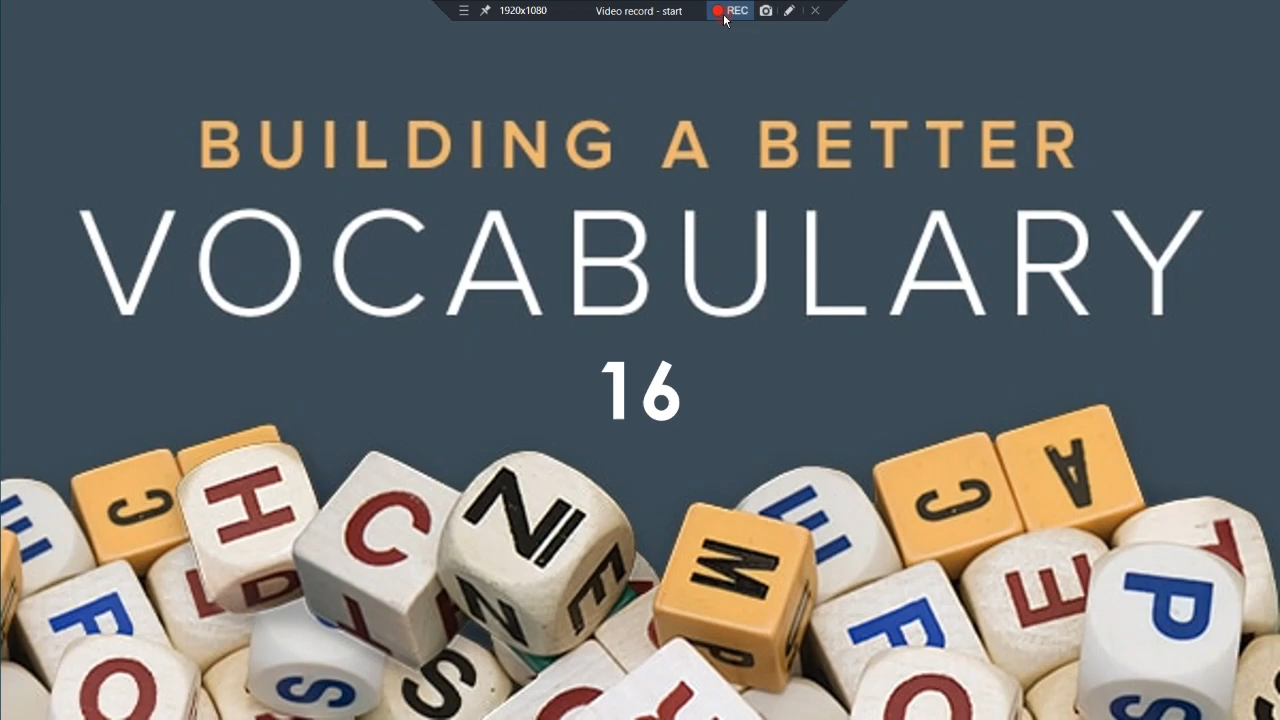 1920x1080 Video record - start REC
BUILDING A BETTER
VOCABULARY
16
C
H
C
N
M
C
A
E
P
P
P
S
S